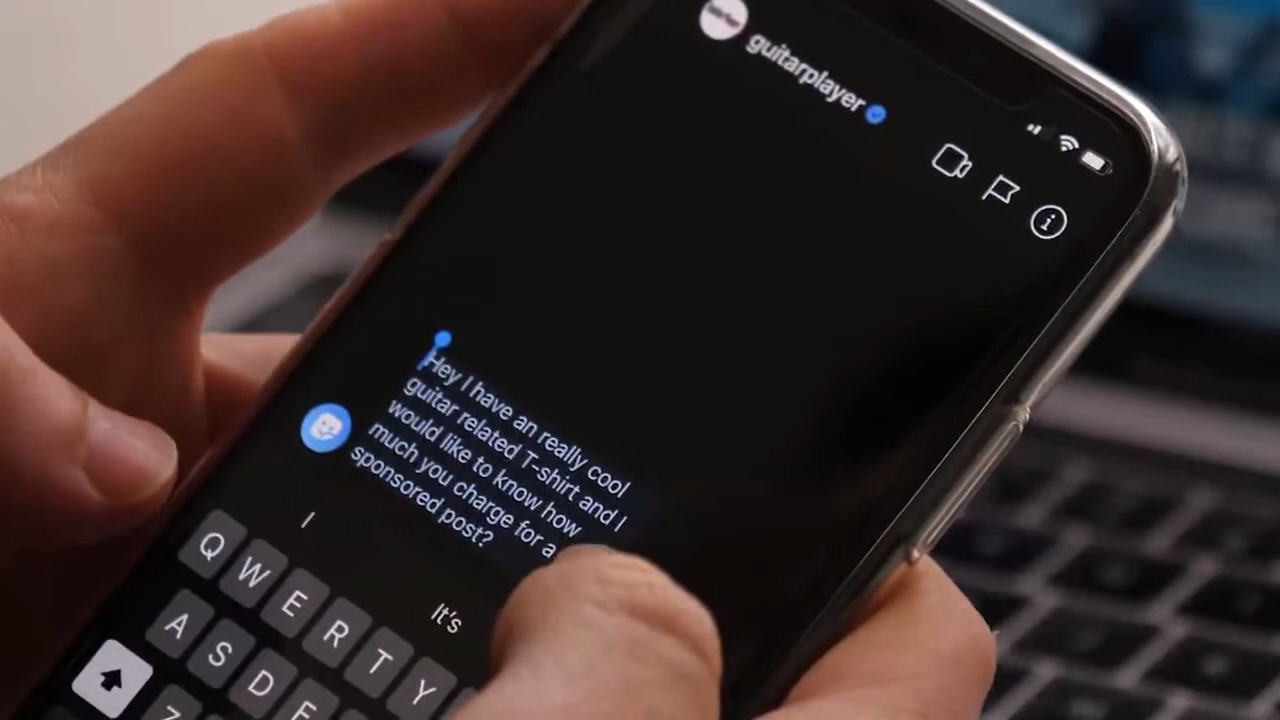 guitarplayer
Hey I have an really cool
guitar related T-shirt and I
would like to know how
much you charge for a
sponsored post?
I
It's
Q W E R T Y
A S D F
Z